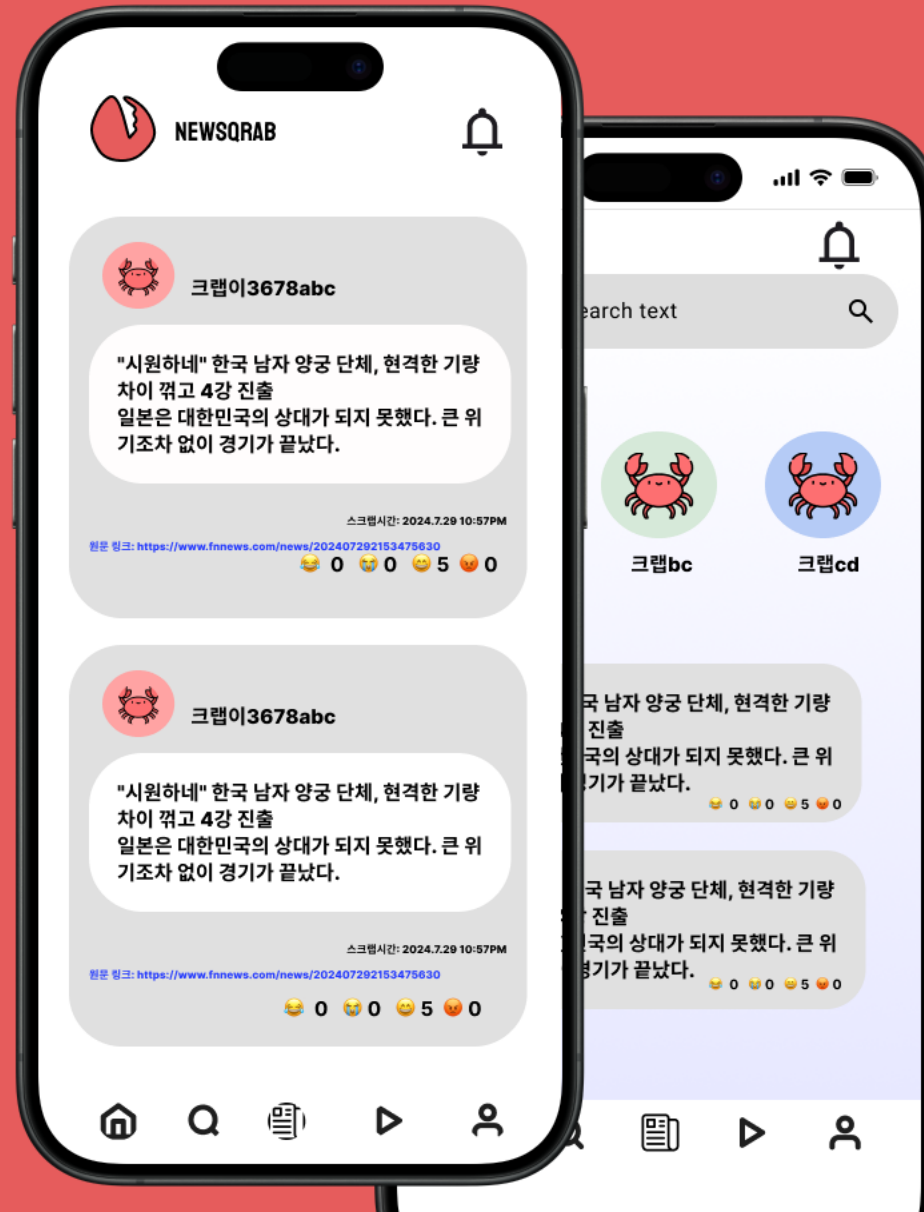 NEWSQRAB
크랩이3678abc
"시원하네" 한국 남자 양궁 단체, 현격한 기량
차이 꺾고 4강 진출
일본은 대한민국의 상대가 되지 못했다. 큰 위
기조차 없이 경기가 끝났다.
스크랩시간: 2024.7.29 10:57PM
원문 링크: https://www.fnnews.com/news/202407292153475630
0 0 5 0
크랩이3678abc
"시원하네" 한국 남자 양궁 단체, 현격한 기량
차이 꺾고 4강 진출
일본은 대한민국의 상대가 되지 못했다. 큰 위
기조차 없이 경기가 끝났다.
스크랩시간: 2024.7.29 10:57PM
원문 링크: https://www.fnnews.com/news/202407292153475630
0 0 5 0
earch text
크랩bc
크랩cd
국 남자 양궁 단체, 현격한 기량
진출
국의 상대가 되지 못했다. 큰 위
경기가 끝났다.
0 0 5 0
국 남자 양궁 단체, 현격한 기량
진출
국의 상대가 되지 못했다. 큰 위
경기가 끝났다.
0 0 5 0